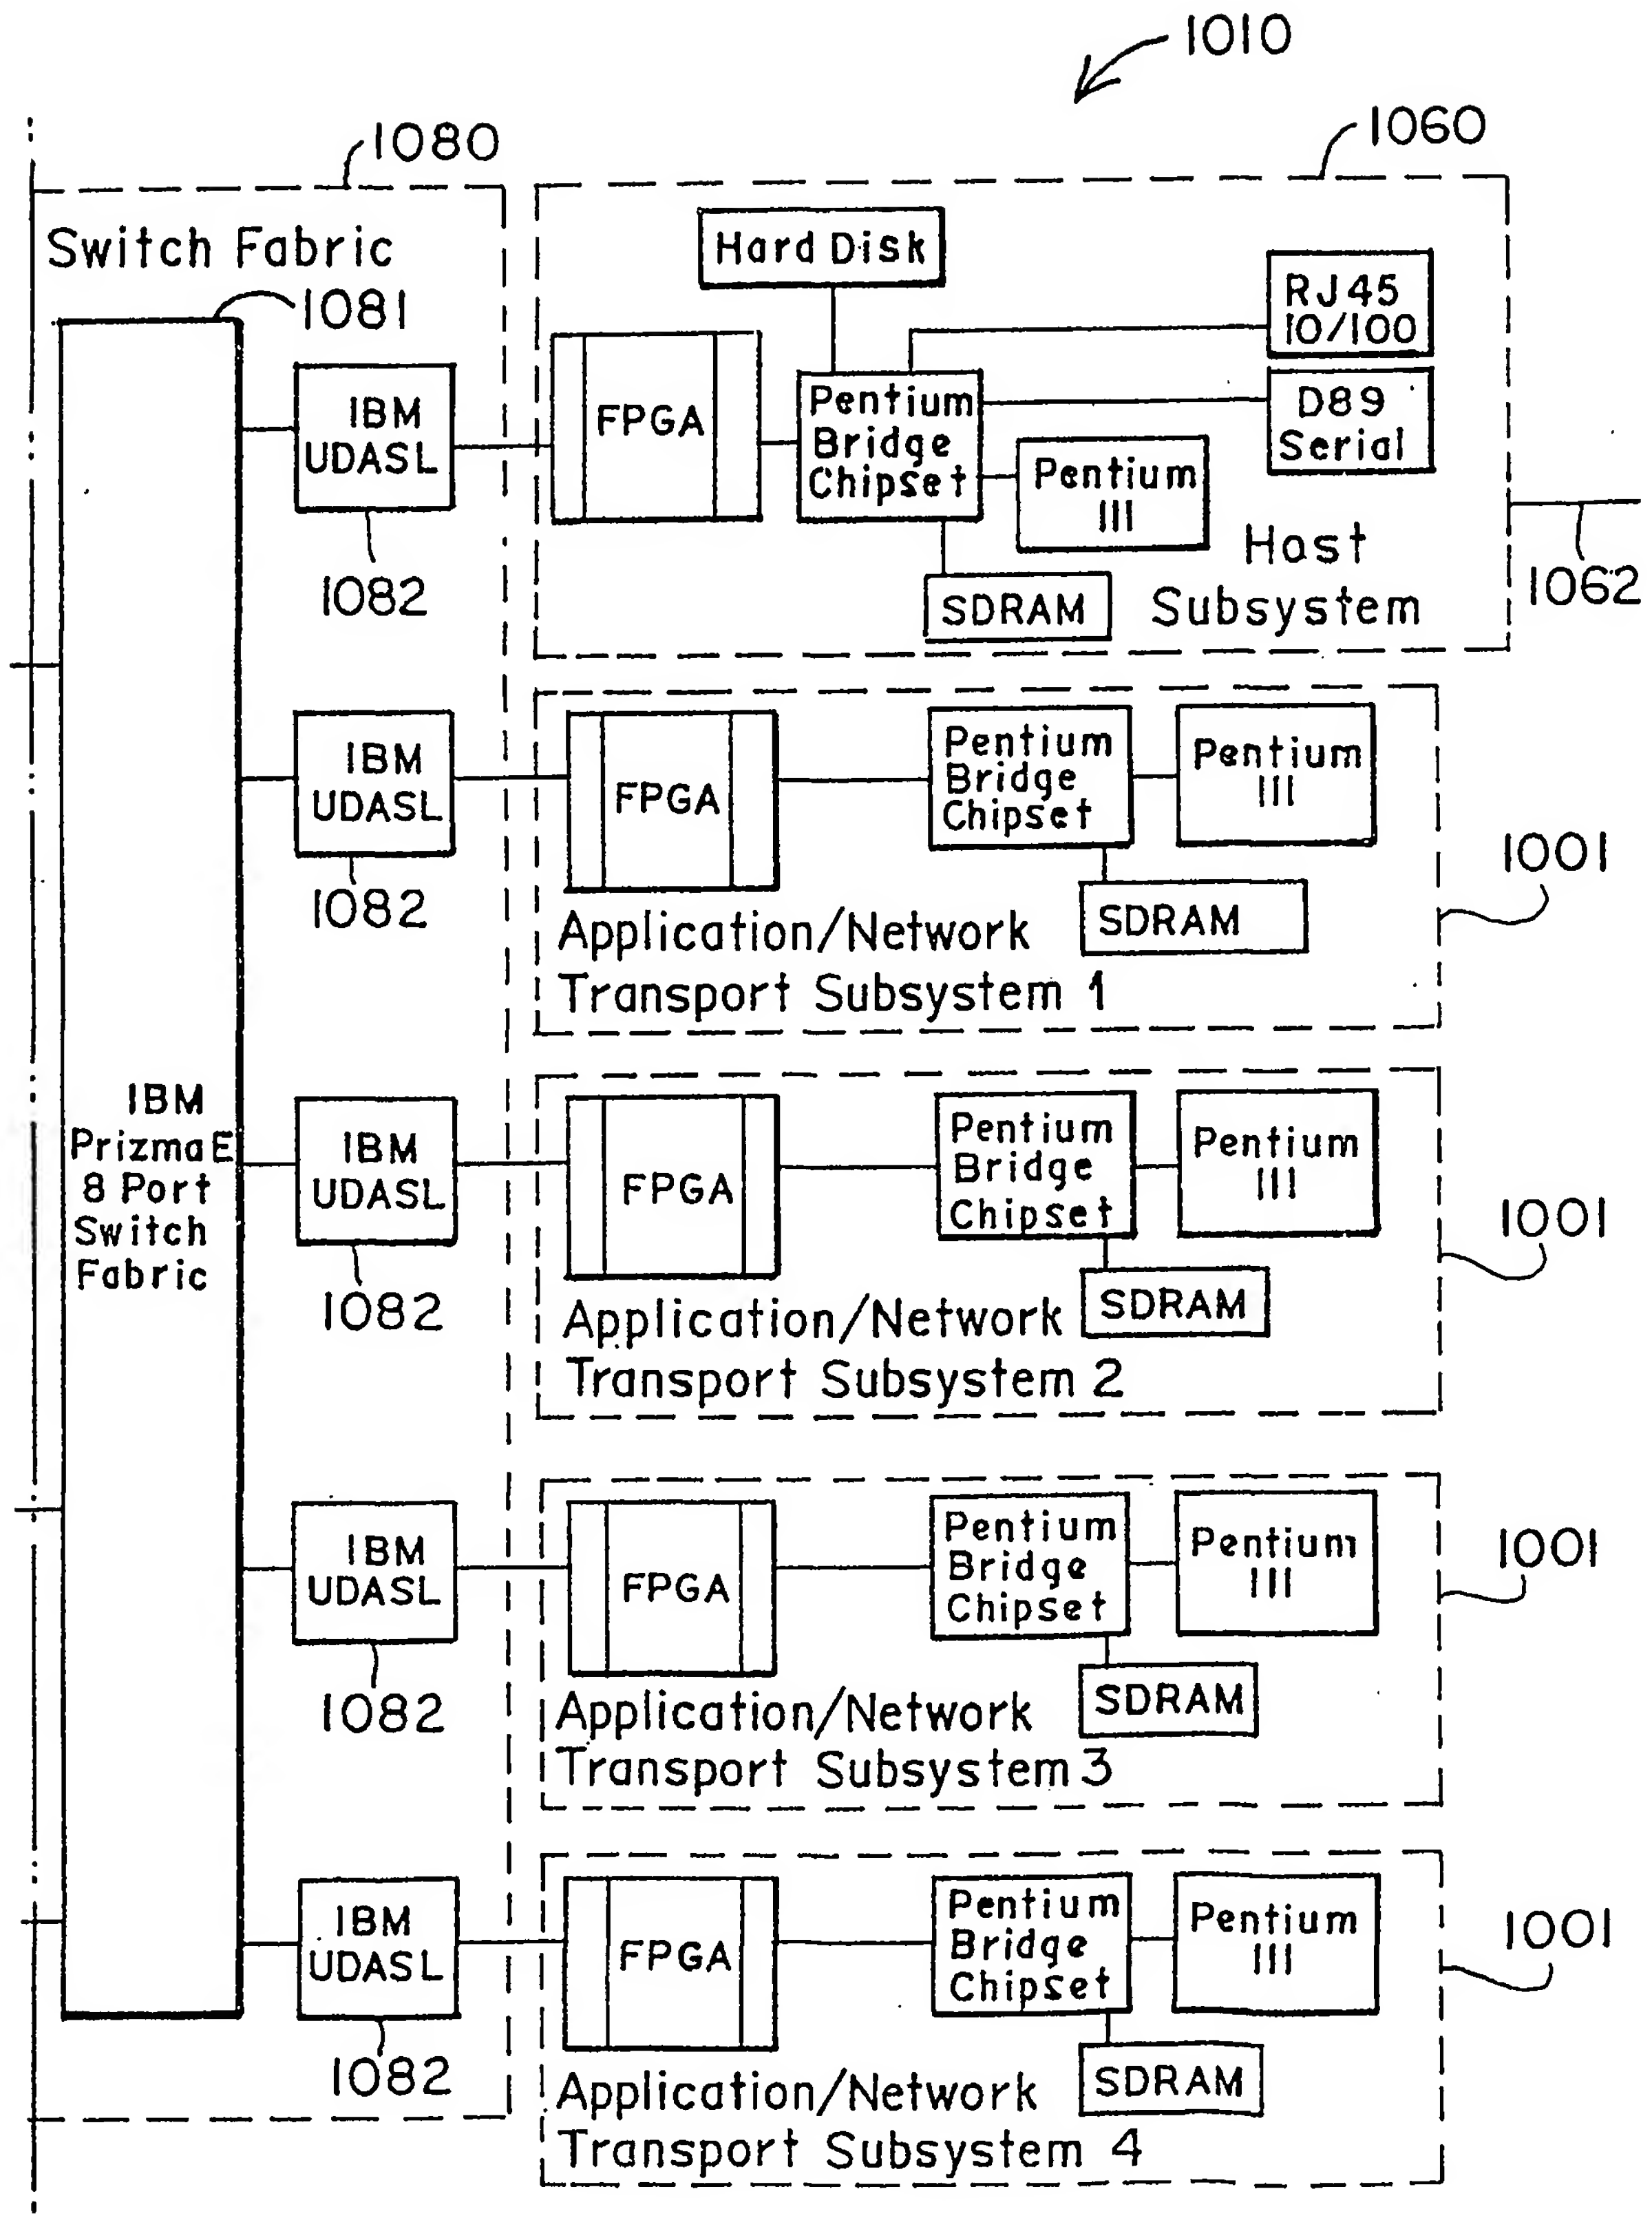 1010
1080
1060
Switch Fabric
1081
Hard Disk
RJ45
10/100
D89
Serial
IBM
UDASL
1082
FPGA
Pentium
Bridge
Chipset
Pentium
III
SDRAM
Host
Subsystem
1062
IBM
UDASL
1082
FPGA
Pentium
Bridge
Chipset
Pentium
III
SDRAM
Application/Network
Transport Subsystem 1
1001
IBM
PrizmaE
8 Port
Switch
Fabric
IBM
UDASL
1082
FPGA
Pentium
Bridge
Chipset
Pentium
III
SDRAM
Application/Network
Transport Subsystem 2
1001
IBM
UDASL
1082
FPGA
Pentium
Bridge
Chipset
Pentium
III
SDRAM
Application/Network
Transport Subsystem 3
1001
IBM
UDASL
1082
FPGA
Pentium
Bridge
Chipset
Pentium
III
SDRAM
Application/Network
Transport Subsystem 4
1001